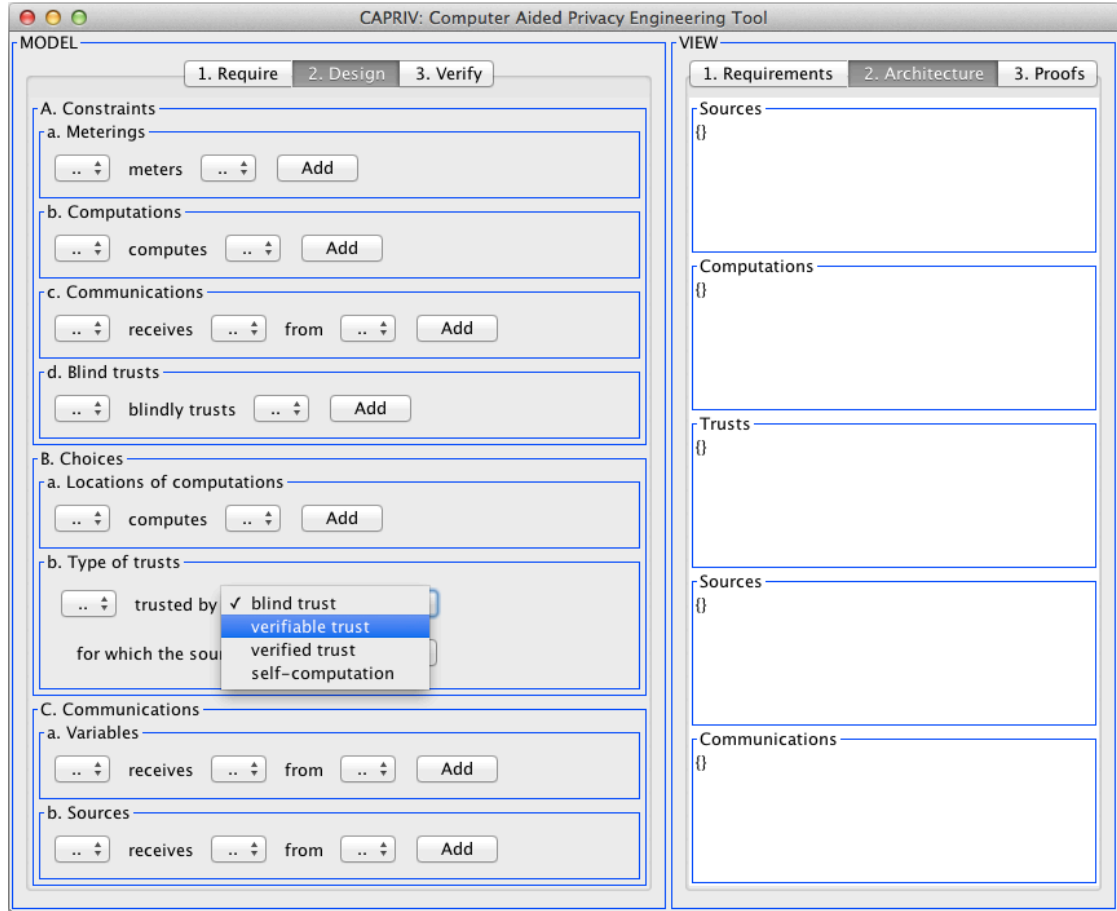 CAPRIV: Computer Aided Privacy Engineering Tool
MODEL
1. Require 2. Design 3. Verify
A. Constraints
a. Meterings
.. meters .. Add
b. Computations
.. computes .. Add
c. Communications
.. receives .. from .. Add
d. Blind trusts
.. blindly trusts .. Add
B. Choices
a. Locations of computations
.. computes .. Add
b. Type of trusts
.. trusted by ✓ blind trust
verifiable trust
verified trust
for which the sou
self-computation
C. Communications
a. Variables
.. receives .. from .. Add
b. Sources
.. receives .. from .. Add
VIEW
1. Requirements 2. Architecture 3. Proofs
Sources
{}
Computations
{}
Trusts
{}
Sources
{}
Communications
{}